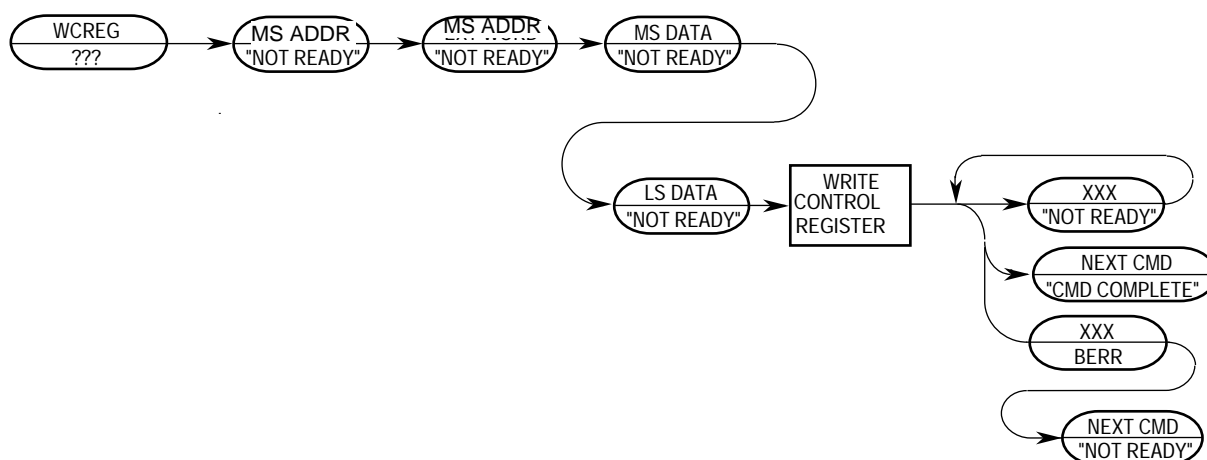 WCREG
???
MS ADDR
"NOT READY"
MS ADDR
"NOT READY"
MS DATA
"NOT READY"
LS DATA
"NOT READY"
WRITE
CONTROL
REGISTER
XXX
"NOT READY"
NEXT CMD
"CMD COMPLETE"
XXX
BERR
NEXT CMD
"NOT READY"